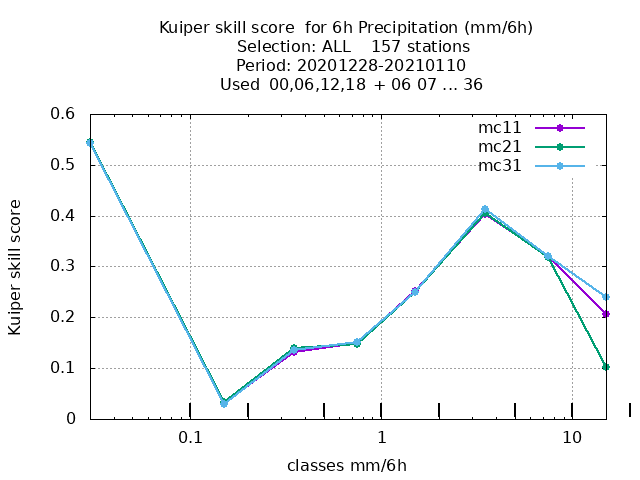 Kuiper skill score  for 6h Precipitation (mm/6h)
Selection: ALL    157 stations
Period: 20201228-20210110
Used  00,06,12,18  + 06 07 ... 36
mc11
mc21
mc31
Kuiper skill score
0.6
0.5
0.4
0.3
0.2
0.1
0
0.1 1 10
classes mm/6h